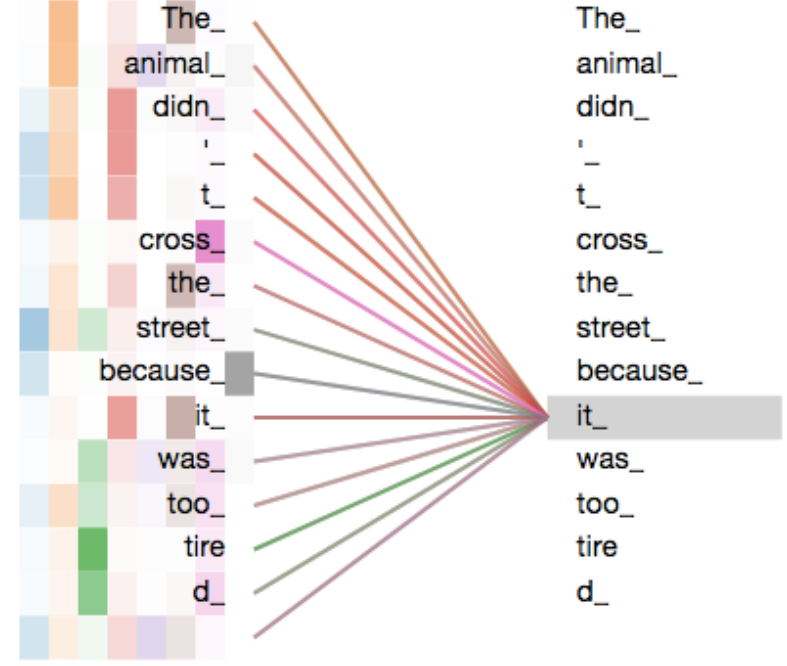 The_ The_
animal_ animal_
didn_ didn_
'_ '_
t_ t_
cross_ cross_
the_ the_
street_ street_
because_ because_
it_ it_
was_ was_
too_ too_
tire tire
d_ d_